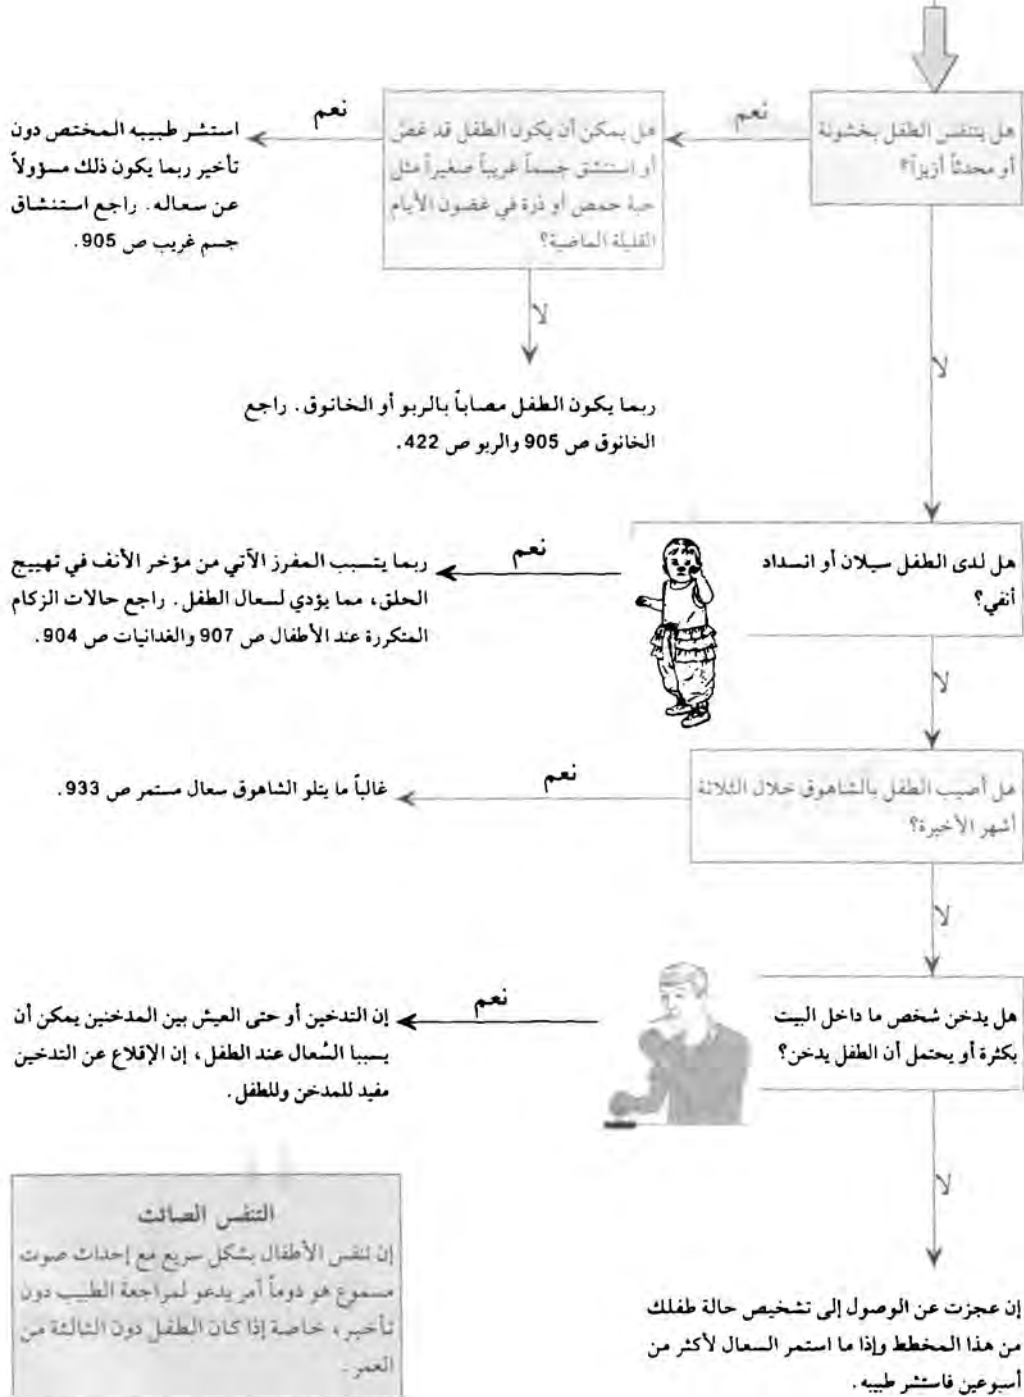 هل يتنفس الطفل بخشونة
أو محدثاً أزيزاً؟
نعم
هل يمكن أن يكون الطفل قد غصّ
أو استنشق جسماً غريباً صغيراً مثل
حبة حمص أو ذرة في غضون الأيام
القليلة الماضية؟
نعم
استشر طبيبه المختص دون
تأخير ربما يكون ذلك مسؤولاً
عن سعاله. راجع استنشاق
جسم غريب ص 905.
لا
ربما يكون الطفل مصاباً بالربو أو الخانوق. راجع
الخانوق ص 905 والربو ص 422.
لا
هل لدى الطفل سيلان أو انسداد
أنفي؟
نعم
ربما يتسبب المفرز الآتي من مؤخر الأنف في تهييج
الحلق، مما يؤدي لسعال الطفل. راجع حالات الزكام
المتكررة عند الأطفال ص 907 والغدانيات ص 904.
لا
هل أصيب الطفل بالشاهوق خلال الثلاثة
أشهر الأخيرة؟
نعم
غالباً ما يتلو الشاهوق سعال مستمر ص 933.
لا
هل يدخن شخص ما داخل البيت
بكثرة أو يحتمل أن الطفل يدخن؟
نعم
إن التدخين أو حتى العيش بين المدخنين يمكن أن
يسببا السُعال عند الطفل، إن الإقلاع عن التدخين
مفيد للمدخن وللطفل.
لا
إن عجزت عن الوصول إلى تشخيص حالة طفلك
من هذا المخطط وإذا ما استمر السعال لأكثر من
أسبوعين فاستشر طبيبه.
التنفس الصائت
إن تنفس الأطفال بشكل سريع مع إحداث صوت
مسموع هو دوماً أمر يدعو لمراجعة الطبيب دون
تأخير، خاصة إذا كان الطفل دون الثالثة من
العمر.